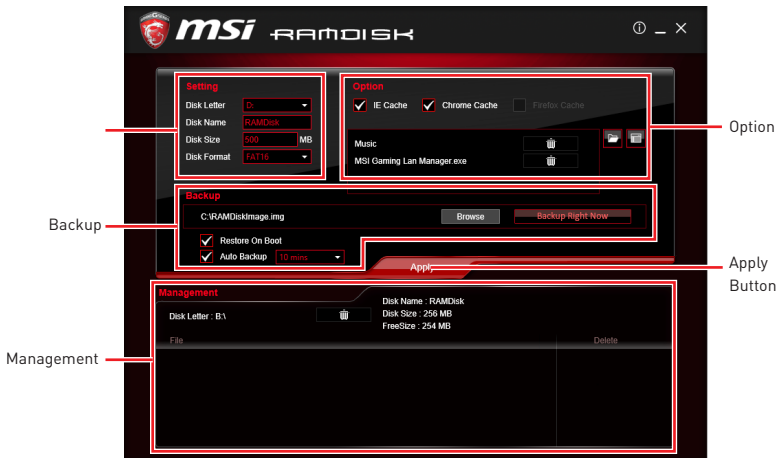 msi RAMDISK
Setting
Disk Letter D:
Disk Name RAMDisk
Disk Size 500 MB
Disk Format FAT16
Option
IE Cache Chrome Cache Firefox Cache
Music
MSI Gaming Lan Manager.exe
Option
Backup
C:\RAMDiskImage.img Browse Backup Right Now
Restore On Boot
Auto Backup 10 mins
Backup
Apply
Button
Management
Disk Letter : B:\
Disk Name : RAMDisk
Disk Size : 256 MB
FreeSize : 254 MB
File Delete
Management